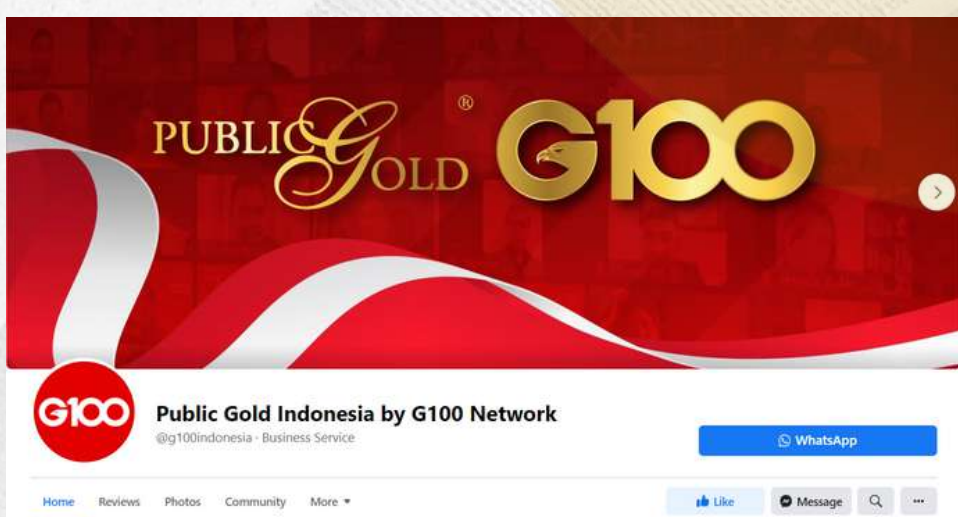 PUBLIC GOLD ® G100
G100
Public Gold Indonesia by G100 Network
@g100indonesia · Business Service
WhatsApp
Home Reviews Photos Community More ▾
Like Message ...